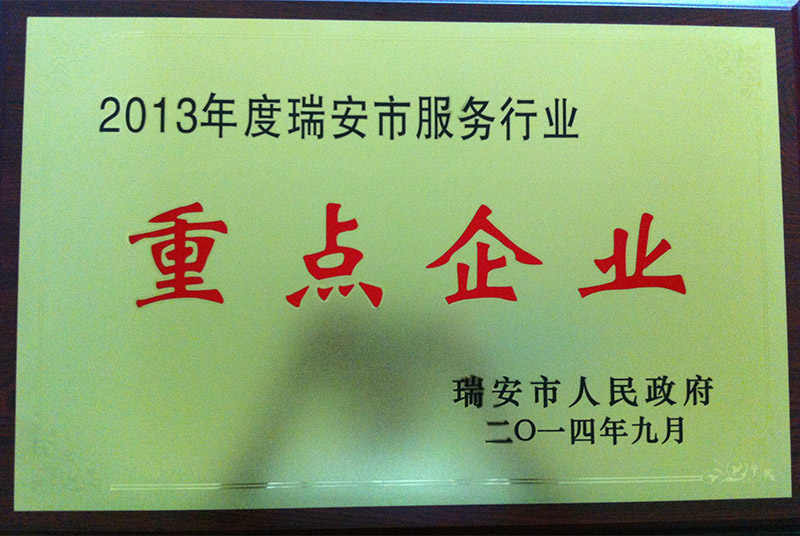 2013年度瑞安市服务行业
重点企业
瑞安市人民政府
二〇一四年九月